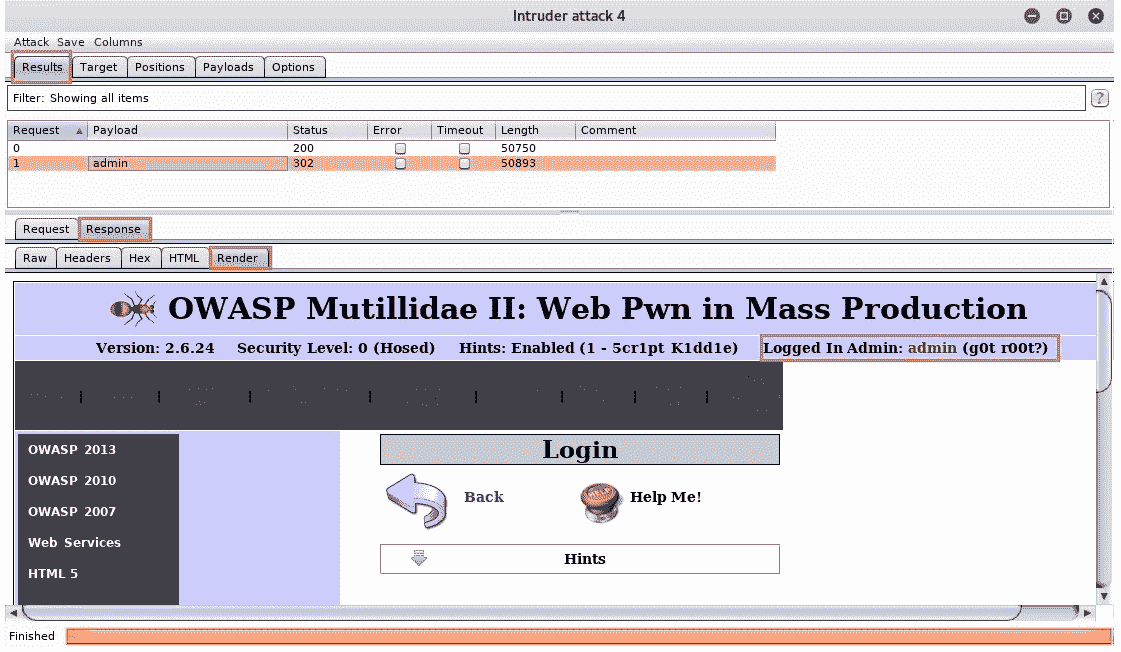 Intruder attack 4
Attack Save Columns
Results Target Positions Payloads Options
Filter: Showing all items ?
Request Payload Status Error Timeout Length Comment
0 200 50750
1 admin 302 50893
Request Response
Raw Headers Hex HTML Render
OWASP Mutillidae II: Web Pwn in Mass Production
Version: 2.6.24 Security Level: 0 (Hosed) Hints: Enabled (1 - 5cr1pt K1dd1e) Logged In Admin: admin (g0t r00t?)
OWASP 2013
OWASP 2010
OWASP 2007
Web Services
HTML 5
Login
Back Help Me!
Hints
Finished